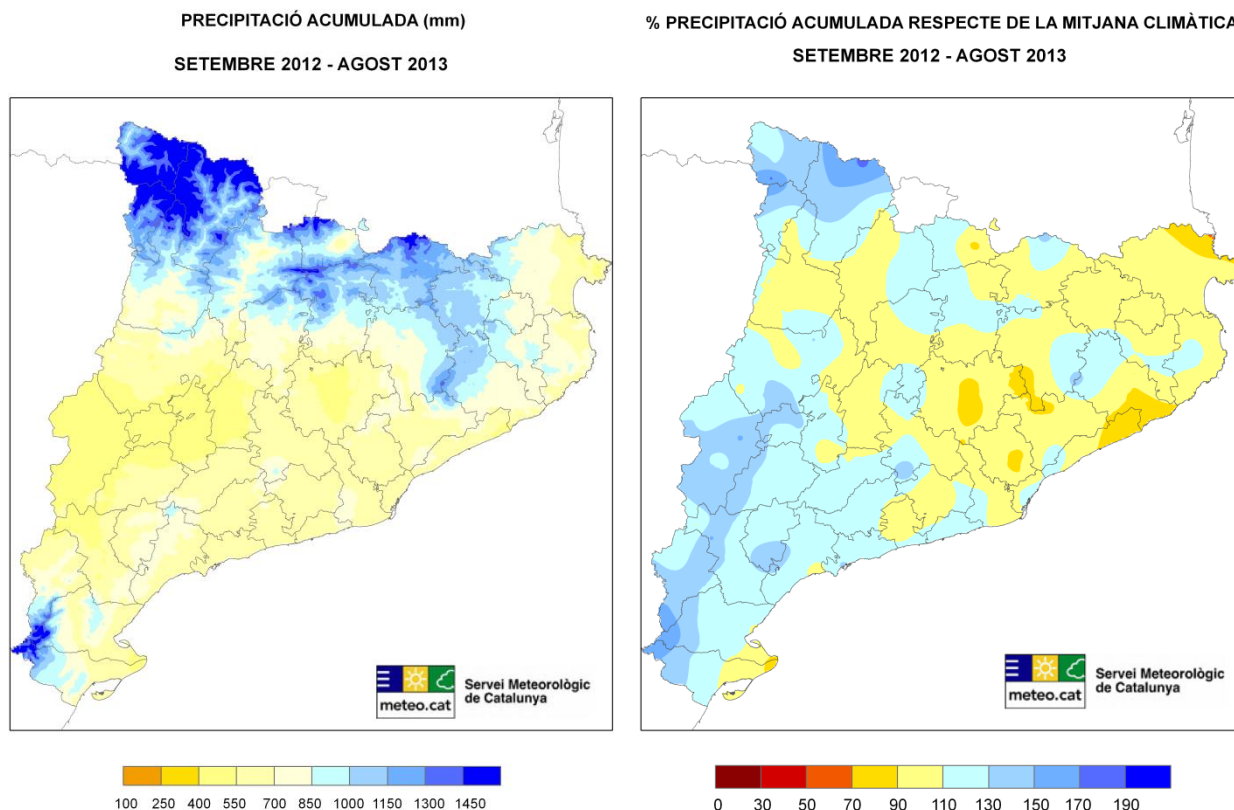 PRECIPITACIÓ ACUMULADA (mm)
SETEMBRE 2012 - AGOST 2013
% PRECIPITACIÓ ACUMULADA RESPECTE DE LA MITJANA CLIMÀTICA
SETEMBRE 2012 - AGOST 2013
meteo.cat
Servei Meteorològic
de Catalunya
meteo.cat
Servei Meteorològic
de Catalunya
100 250 400 550 700 850 1000 1150 1300 1450
0 30 50 70 90 110 130 150 170 190